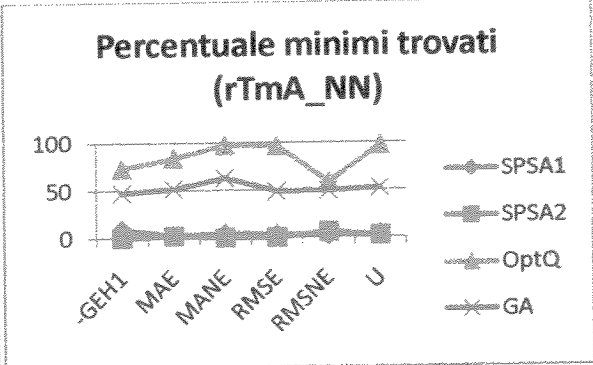 Percentuale minimi trovati
(rTmA_NN)
100
50
0
-GEH1
MAE
MANE
RMSE
RMSNE
U
SPSA1
SPSA2
OptQ
GA